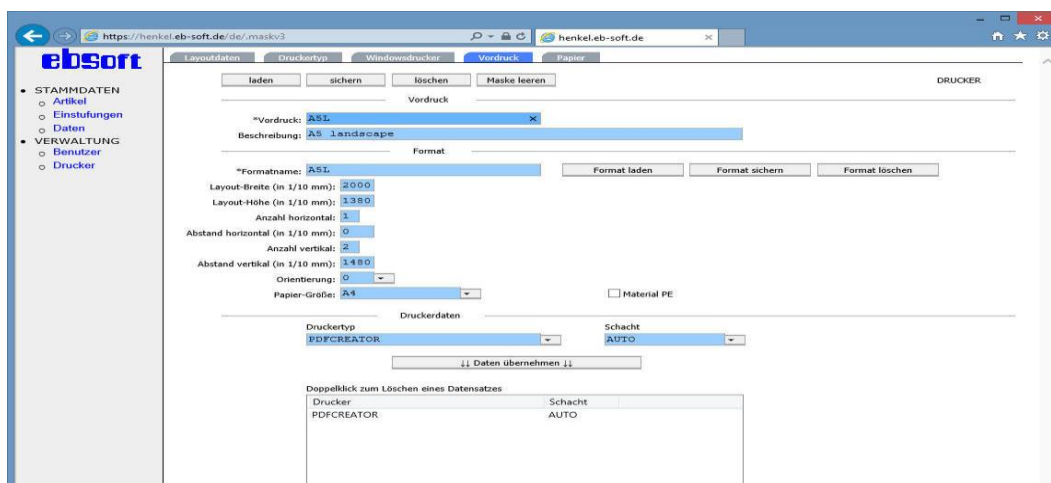 https://henkel.eb-soft.de/de/.maskv3
henkel.eb-soft.de
ebsoft
STAMMDATEN
Artikel
Einstufungen
Daten
VERWALTUNG
Benutzer
Drucker
Layoutdaten Druckertyp Windowsdrucker Vordruck Papier
laden sichern löschen Maske leeren DRUCKER
Vordruck
*Vordruck: A5L
Beschreibung: A5 landscape
Format
*Formatname: A5L Format laden Format sichern Format löschen
Layout-Breite (in 1/10 mm): 2000
Layout-Höhe (in 1/10 mm): 1380
Anzahl horizontal: 1
Abstand horizontal (in 1/10 mm): 0
Anzahl vertikal: 2
Abstand vertikal (in 1/10 mm): 1480
Orientierung: 0
Papier-Größe: A4 Material PE
Druckerdaten
Druckertyp Schacht
PDFCREATOR AUTO
↓↓ Daten übernehmen ↓↓
Doppelklick zum Löschen eines Datensatzes
Drucker Schacht
PDFCREATOR AUTO